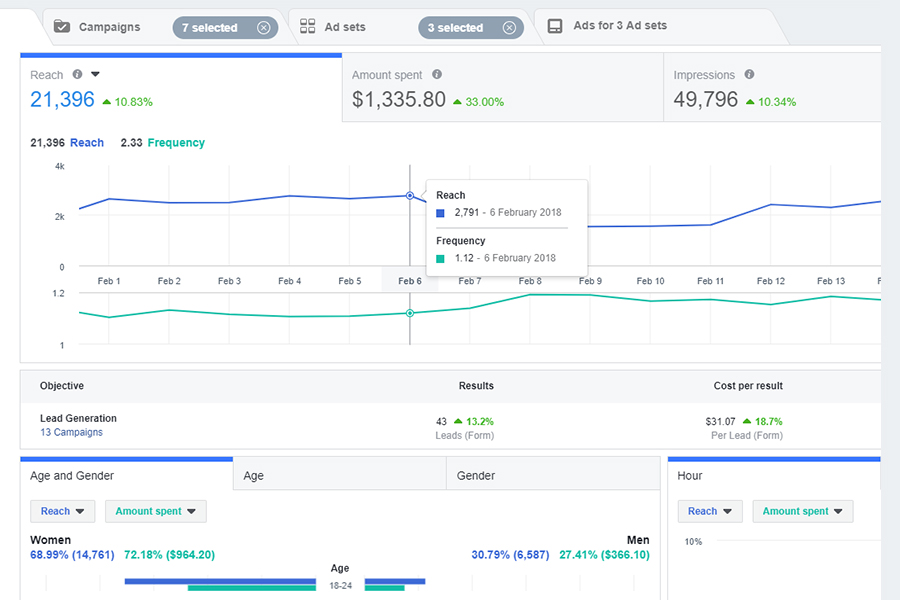 Campaigns 7 selected Ad sets 3 selected Ads for 3 Ad sets
Reach Amount spent Impressions
21,396 10.83% $1,335.80 33.00% 49,796 10.34%
21,396 Reach 2.33 Frequency
4k
2k
0
Reach
2,791 - 6 February 2018
Frequency
1.12 - 6 February 2018
Feb 1 Feb 2 Feb 3 Feb 4 Feb 5 Feb 6 Feb 7 Feb 8 Feb 9 Feb 10 Feb 11 Feb 12 Feb 13 F
1.2
1
Objective Results Cost per result
Lead Generation 43 13.2% $31.07 18.7%
13 Campaigns Leads (Form) Per Lead (Form)
Age and Gender Age Gender Hour
Reach Amount spent Reach Amount spent
Women Men 10%
68.99% (14,761) 72.18% ($964.20) 30.79% (6,587) 27.41% ($366.10)
Age
18-24